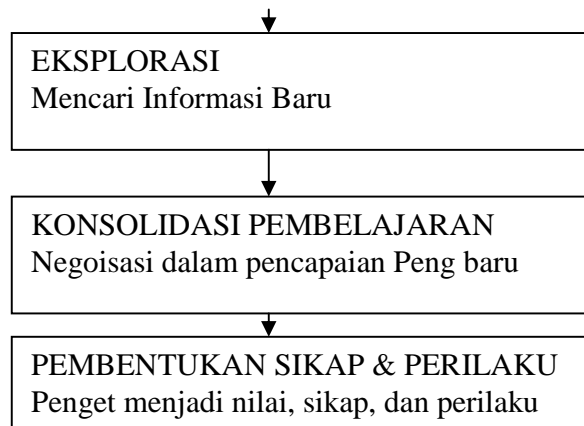 EKSPLORASI
Mencari Informasi Baru
KONSOLIDASI PEMBELAJARAN
Negoisasi dalam pencapaian Peng baru
PEMBENTUKAN SIKAP & PERILAKU
Penget menjadi nilai, sikap, dan perilaku